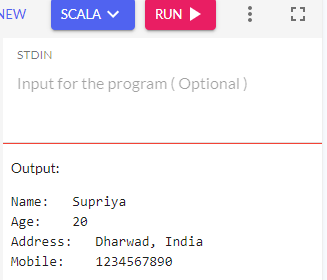 NEW SCALA RUN
STDIN
Input for the program ( Optional )
Output:
Name:   Supriya
Age:    20
Address:   Dharwad, India
Mobile:    1234567890